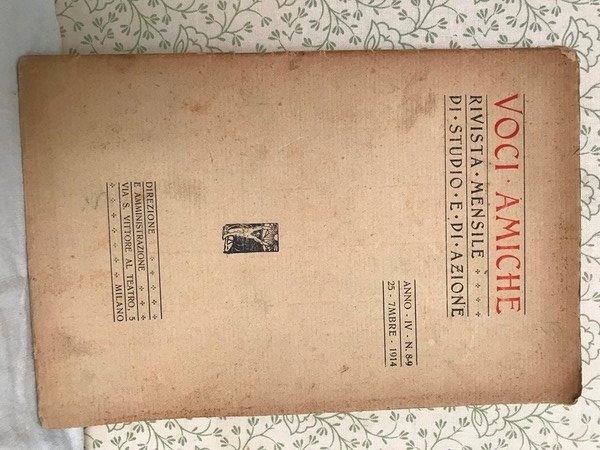 VOCI · AMICHE
RIVISTA · MENSILE
DI · STUDIO · E · DI · AZIONE
ANNO - IV - N. 8-9
25 - 7MBRE - 1914
DIREZIONE
E AMMINISTRAZIONE
VIA S. VITTORE AL TEATRO, 5
MILANO